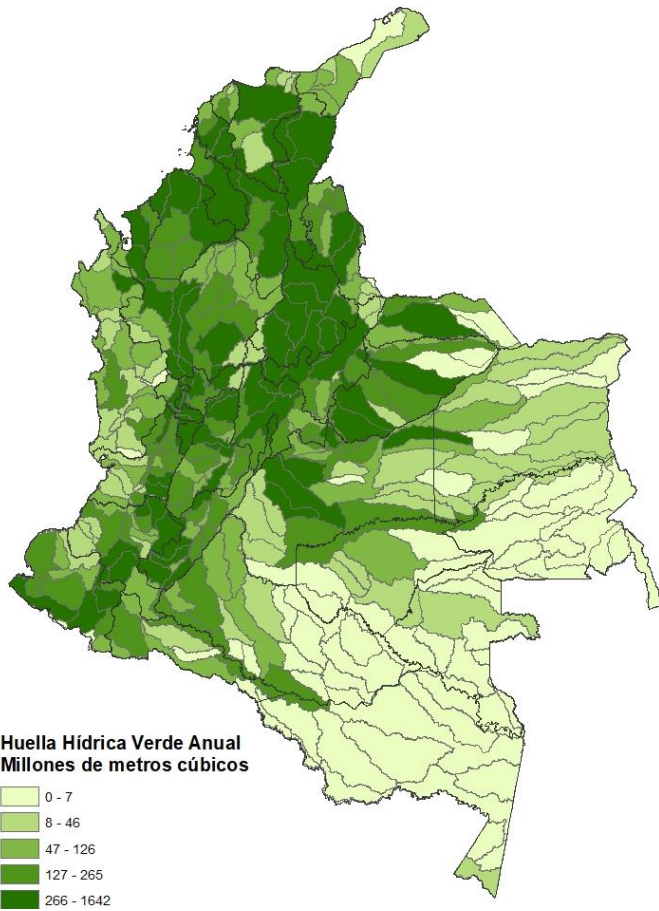 Huella Hídrica Verde Anual
Millones de metros cúbicos
0 - 7
8 - 46
47 - 126
127 - 265
266 - 1642